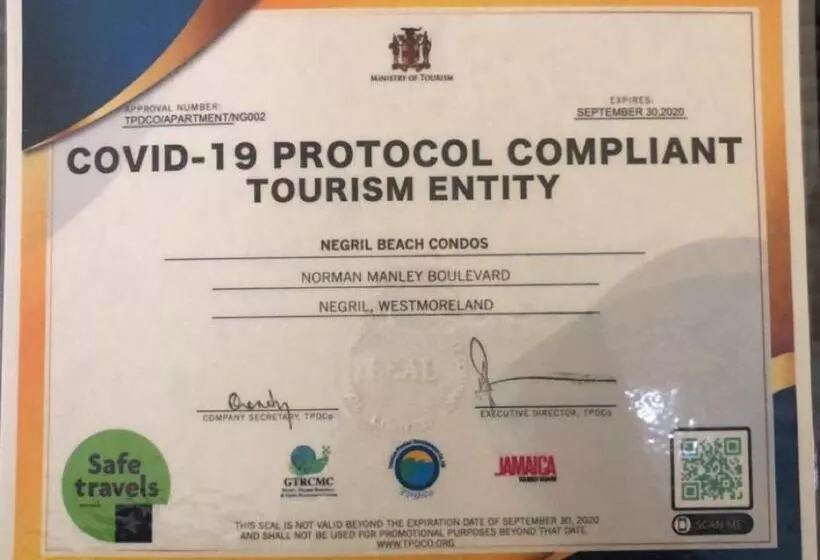 MINISTRY OF TOURISM
APPROVAL NUMBER:
TPDCO/APARTMENT/NG002
EXPIRES:
SEPTEMBER 30,2020
COVID-19 PROTOCOL COMPLIANT
TOURISM ENTITY
NEGRIL BEACH CONDOS
NORMAN MANLEY BOULEVARD
NEGRIL, WESTMORELAND
SEAL
COMPANY SECRETARY, TPDCo
EXECUTIVE DIRECTOR, TPDCo
Safe
travels
GTRCMC
TPDCo
JAMAICA
SCAN ME
THIS SEAL IS NOT VALID BEYOND THE EXPIRATION DATE OF SEPTEMBER 30, 2020
AND SHALL NOT BE USED FOR PROMOTIONAL PURPOSES BEYOND THAT DATE.
WWW.TPDCO.ORG